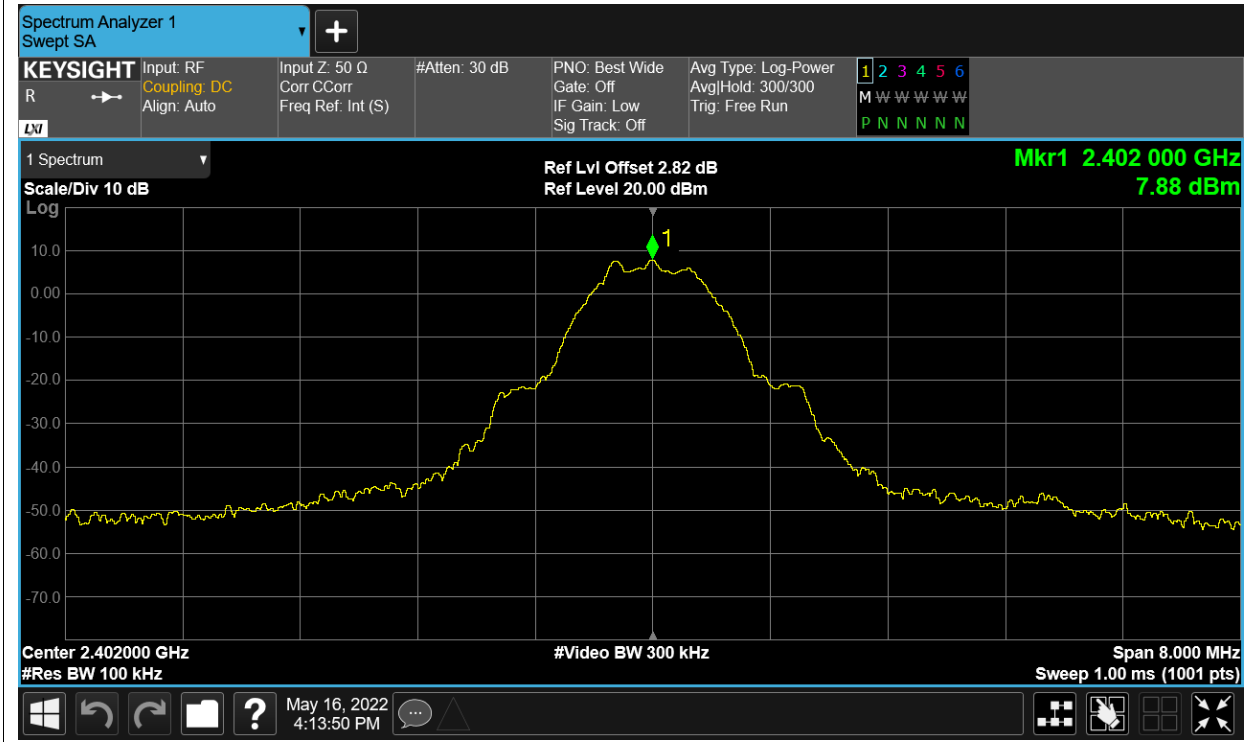 Spectrum Analyzer 1
Swept SA
KEYSIGHT
R
LXI
Input: RF
Coupling: DC
Align: Auto
Input Z: 50 Ω
Corr CCorr
Freq Ref: Int (S)
#Atten: 30 dB
PNO: Best Wide
Gate: Off
IF Gain: Low
Sig Track: Off
Avg Type: Log-Power
Avg|Hold: 300/300
Trig: Free Run
1 2 3 4 5 6
M W W W W W
P N N N N N
1 Spectrum
Scale/Div 10 dB
Log
Ref Lvl Offset 2.82 dB
Ref Level 20.00 dBm
Mkr1 2.402 000 GHz
7.88 dBm
1
10.0
0.00
-10.0
-20.0
-30.0
-40.0
-50.0
-60.0
-70.0
Center 2.402000 GHz
#Res BW 100 kHz
#Video BW 300 kHz
Span 8.000 MHz
Sweep 1.00 ms (1001 pts)
?
May 16, 2022
4:13:50 PM